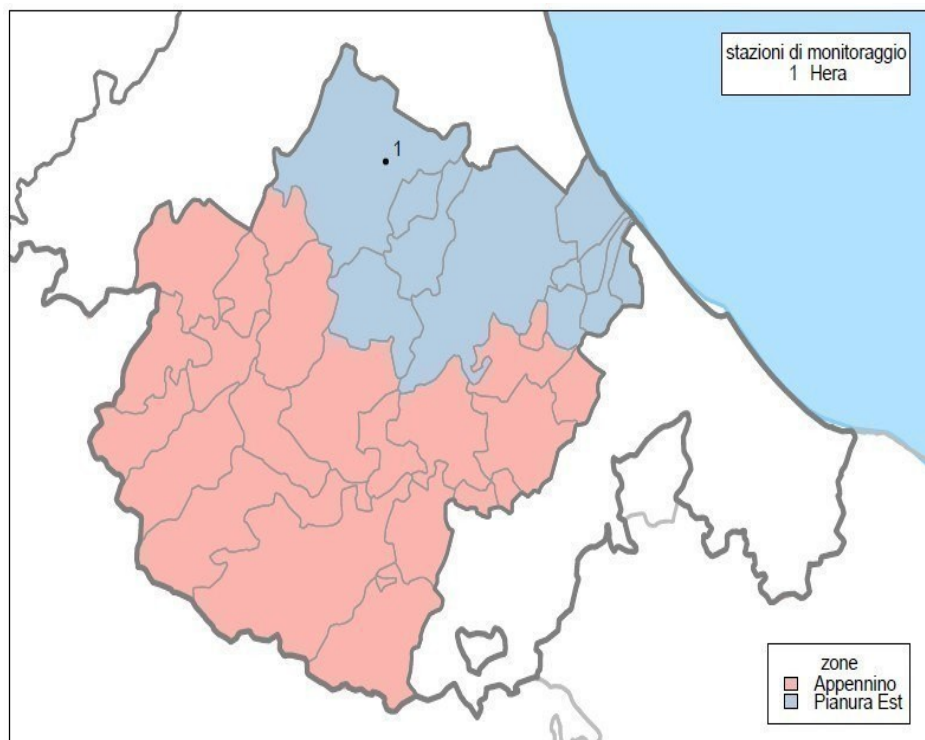 stazioni di monitoraggio
1 Hera
1
zone
Appennino
Pianura Est